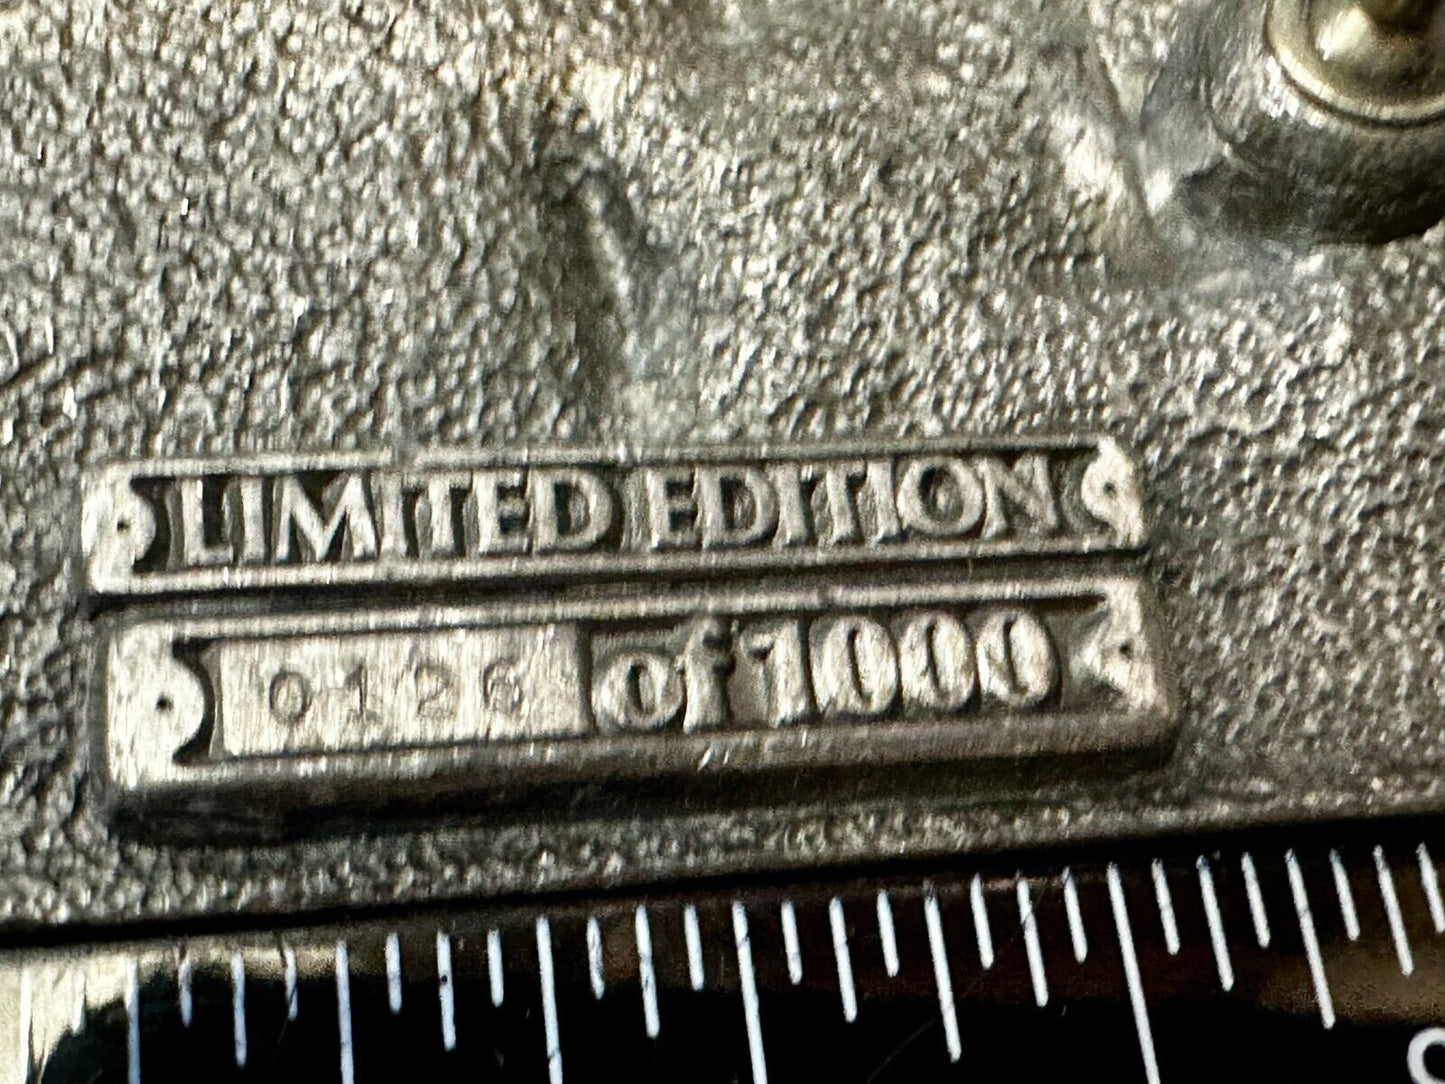 LIMITED EDITION
0126 of 1000